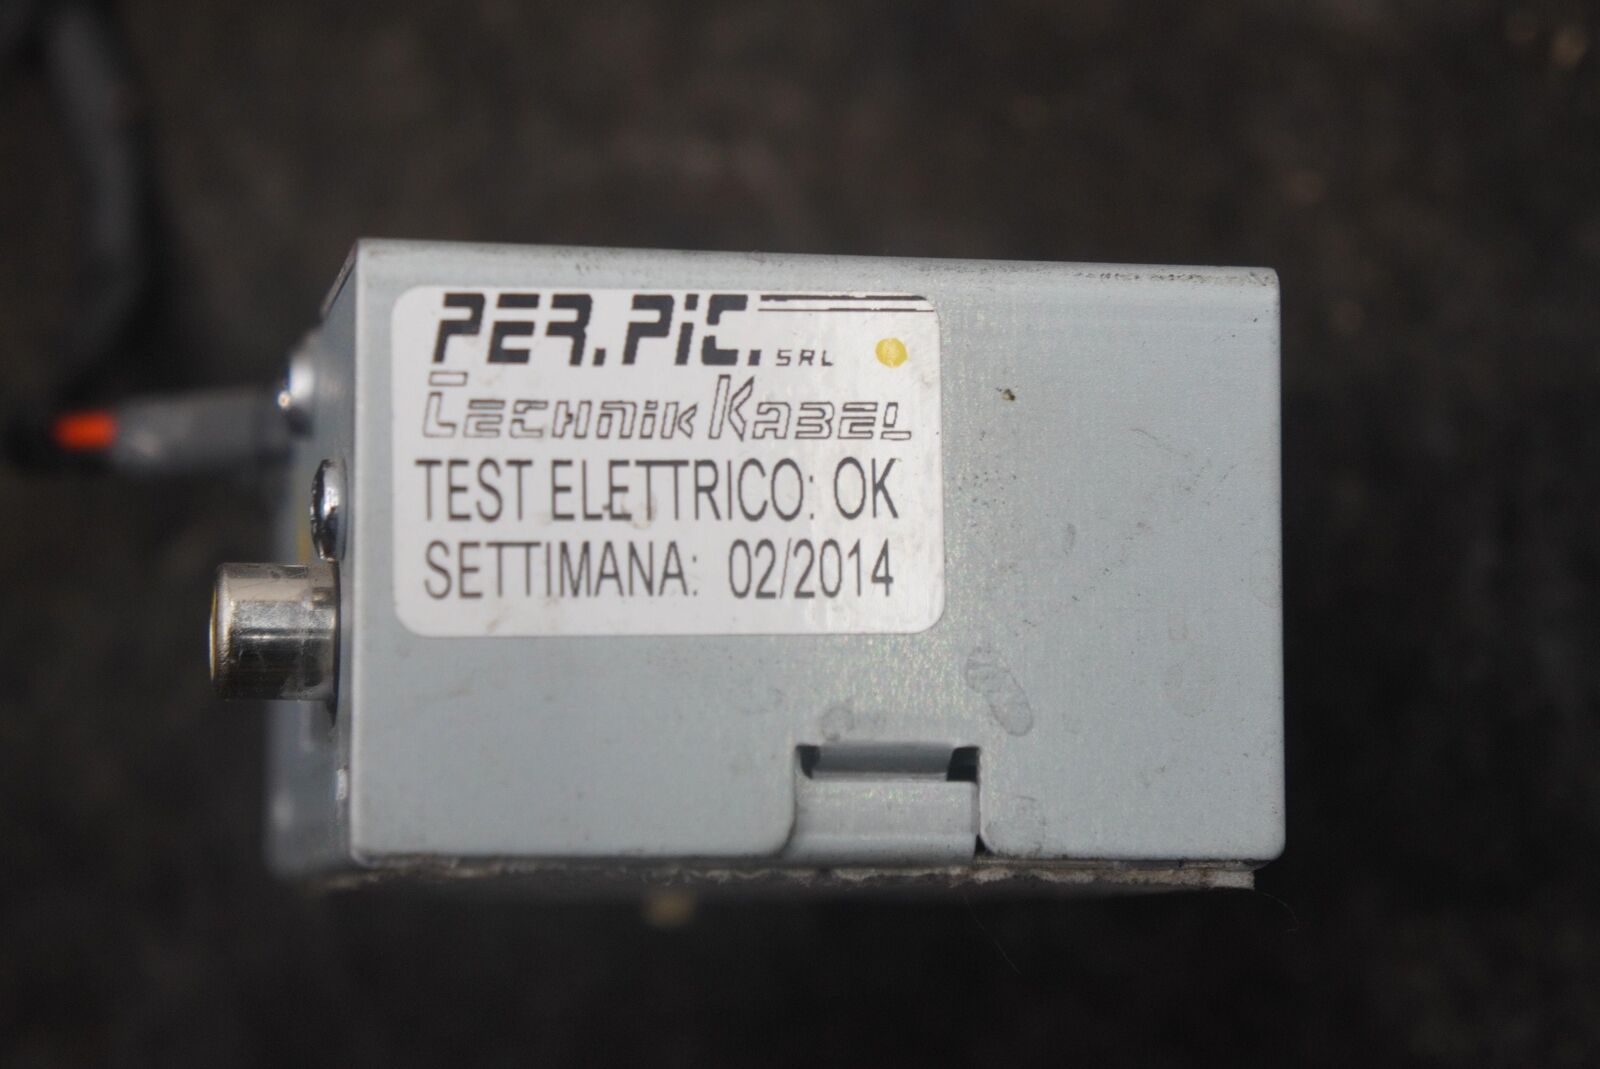 PER.PiC. SRL
TECHNiK KABEL
TEST ELETTRICO: OK
SETTIMANA: 02/2014